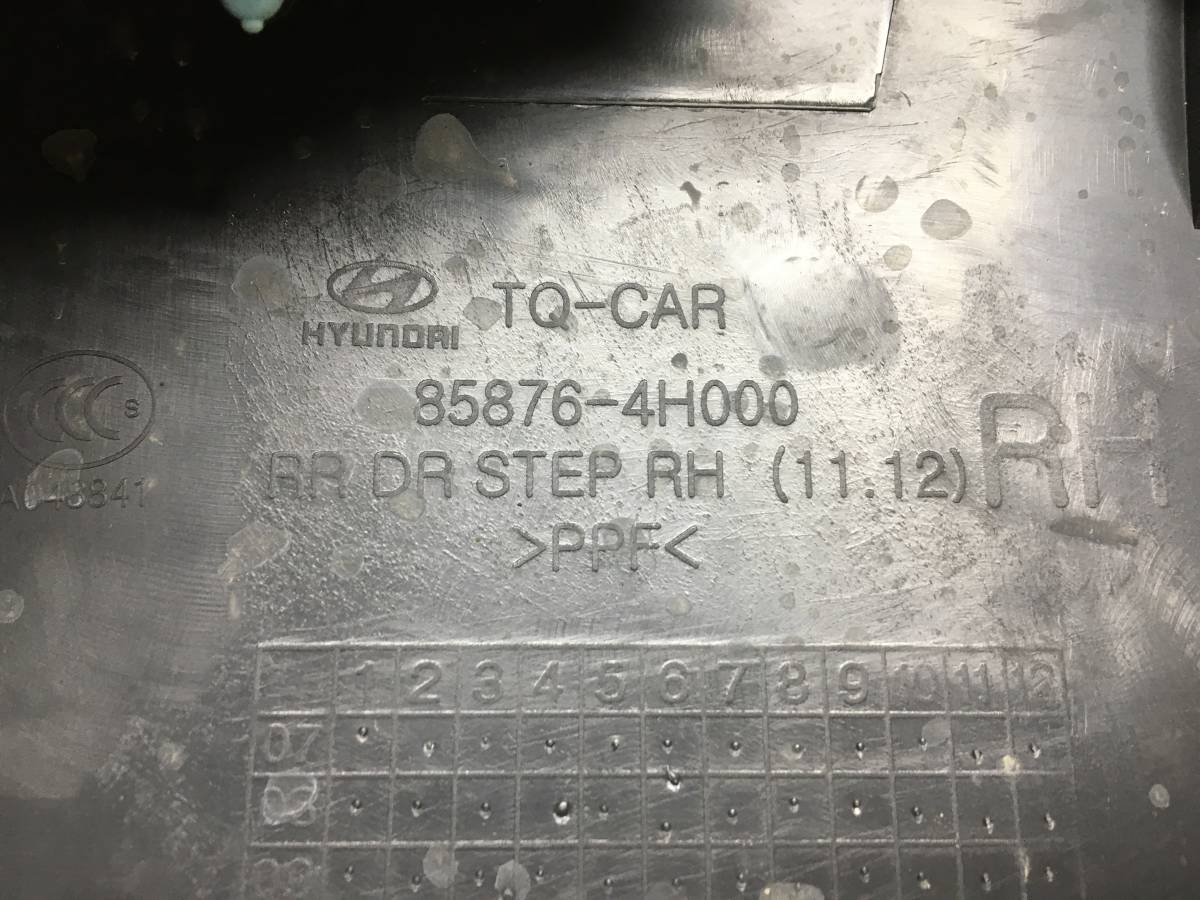 TQ-CAR
HYUNDAI
85876-4H000
S
RR DR STEP RH (11.12)
RH
A048841
>PPF<
1 2 3 4 5 6 7 8 9 10 11 12
07